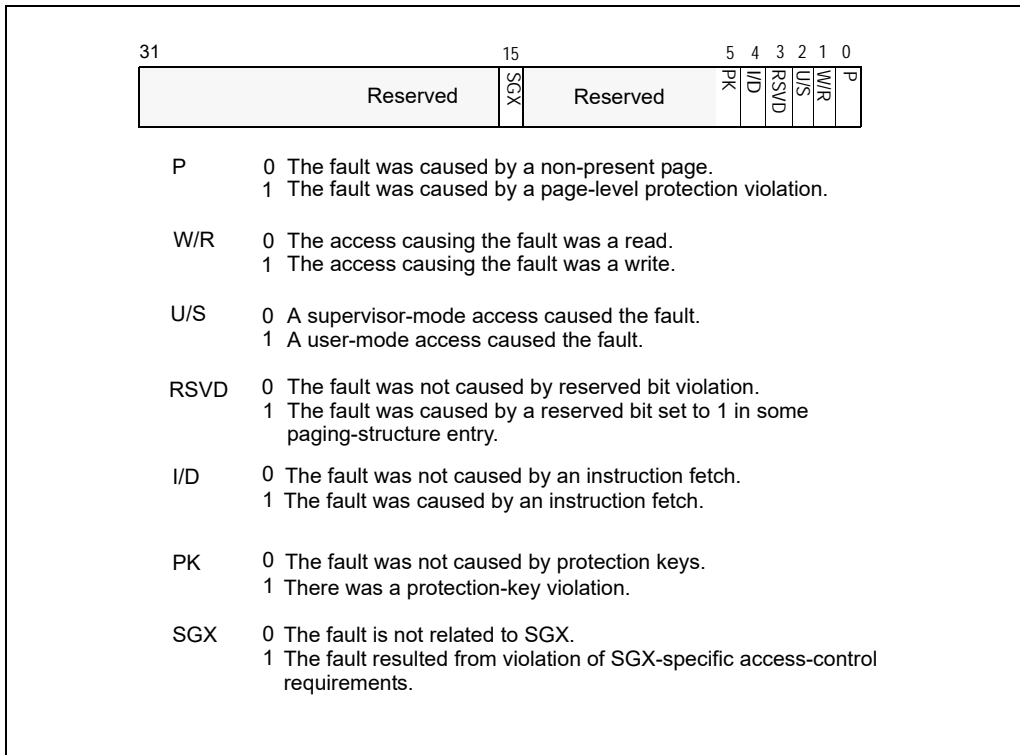 31 15 5 4 3 2 1 0
Reserved SGX Reserved PK I/D RSVD U/S W/R P
P 0 The fault was caused by a non-present page.
1 The fault was caused by a page-level protection violation.
W/R 0 The access causing the fault was a read.
1 The access causing the fault was a write.
U/S 0 A supervisor-mode access caused the fault.
1 A user-mode access caused the fault.
RSVD 0 The fault was not caused by reserved bit violation.
1 The fault was caused by a reserved bit set to 1 in some
paging-structure entry.
I/D 0 The fault was not caused by an instruction fetch.
1 The fault was caused by an instruction fetch.
PK 0 The fault was not caused by protection keys.
1 There was a protection-key violation.
SGX 0 The fault is not related to SGX.
1 The fault resulted from violation of SGX-specific access-control
requirements.